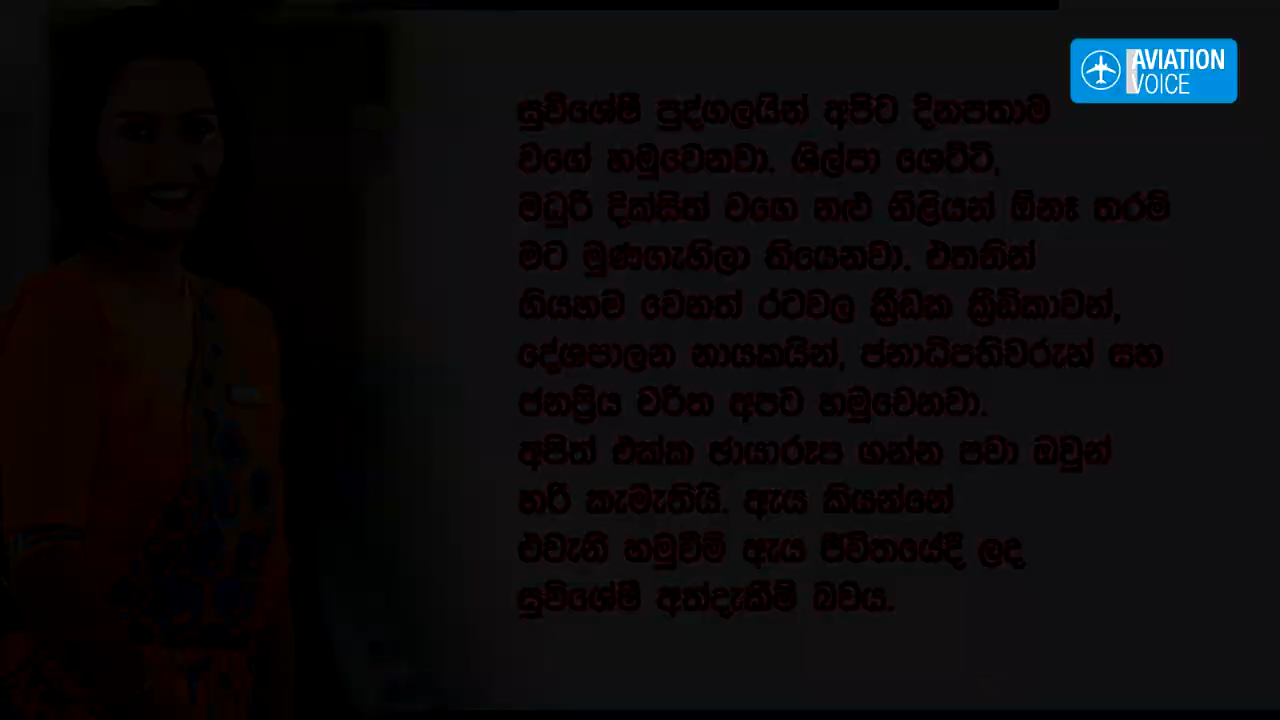 AVIATION
VOICE
සුවිශේෂී පුද්ගලයින් අපිට දිනපතාම
වගේ හමුවෙනවා. ශිල්පා ශෙට්ටි,
මධුරි දික්සිත් වගෙ නළු නිළියන් ඕනෑ තරම්
මට මුණගැහිලා තියෙනවා. එතනින්
ගියහම වෙනත් රටවල ක්‍රීඩක ක්‍රීඩිකාවන්,
දේශපාලන නායකයින්, ජනාධිපතිවරුන් සහ
ජනප්‍රිය චරිත අපට හමුවෙනවා.
අපිත් එක්ක ඡායාරූප ගන්න පවා ඔවුන්
හරි කැමැතියි. ඇය කියන්නේ
එවැනි හමුවීම් ඇය ජීවිතයේදී ලද
සුවිශේෂී අත්දැකීම් බවය.